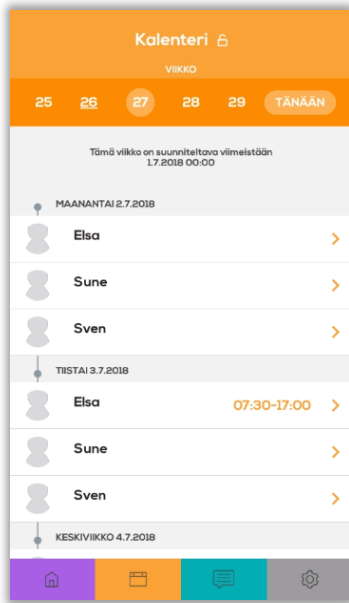 Kalenteri
VIIKKO
25 26 27 28 29 TÄNÄÄN
Tämä viikko on suunniteltava viimeistään
1.7.2018 00:00
MAANANTAI 2.7.2018
Elsa
Sune
Sven
TIISTAI 3.7.2018
Elsa 07:30-17:00
Sune
Sven
KESKIVIIKKO 4.7.2018